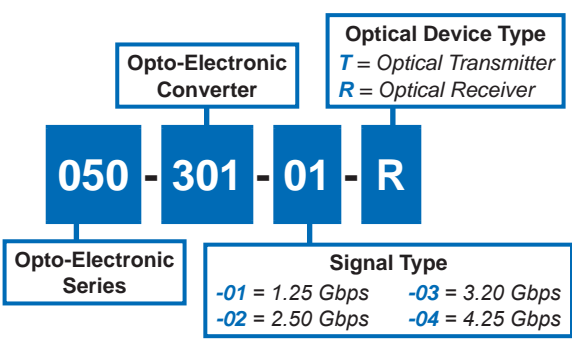 Optical Device Type
T = Optical Transmitter
R = Optical Receiver
Opto-Electronic
Converter
050 - 301 - 01 - R
Opto-Electronic
Series
Signal Type
-01 = 1.25 Gbps -03 = 3.20 Gbps
-02 = 2.50 Gbps -04 = 4.25 Gbps